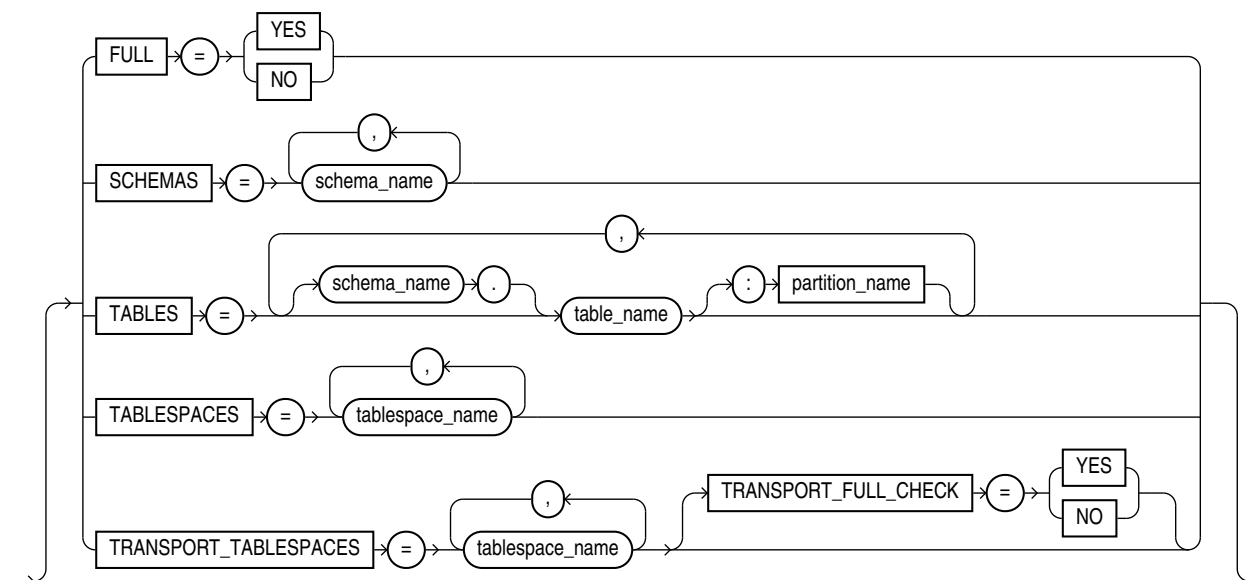 YES
FULL =
NO
,
SCHEMAS = schema_name
,
schema_name . : partition_name
TABLES = table_name
,
TABLESPACES = tablespace_name
YES
TRANSPORT_FULL_CHECK =
, NO
TRANSPORT_TABLESPACES = tablespace_name